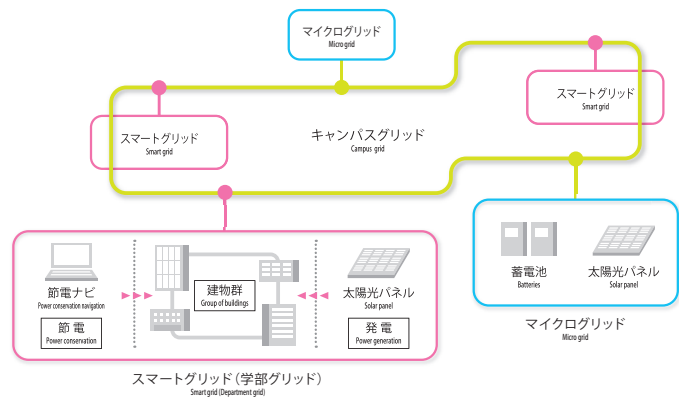 マイクログリッド
Micro grid
スマートグリッド
Smart grid
スマートグリッド
Smart grid
キャンパスグリッド
Campus grid
節電ナビ
Power conservation navigation
節電
Power conservation
建物群
Group of buildings
太陽光パネル
Solar panel
発電
Power generation
スマートグリッド(学部グリッド)
Smart grid (Department grid)
蓄電池
Batteries
太陽光パネル
Solar panel
マイクログリッド
Micro grid